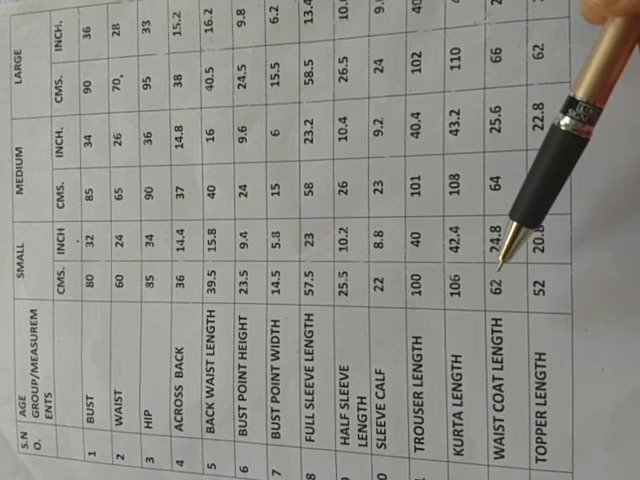 S.N O. AGE GROUP/MEASUREM ENTS SMALL MEDIUM LARGE
CMS. INCH CMS. INCH. CMS. INCH.
1 BUST 80 32 85 34 90 36
2 WAIST 60 24 65 26 70. 28
3 HIP 85 34 90 36 95 33
4 ACROSS BACK 36 14.4 37 14.8 38 15.2
5 BACK WAIST LENGTH 39.5 15.8 40 16 40.5 16.2
6 BUST POINT HEIGHT 23.5 9.4 24 9.6 24.5 9.8
7 BUST POINT WIDTH 14.5 5.8 15 6 15.5 6.2
8 FULL SLEEVE LENGTH 57.5 23 58 23.2 58.5
HALF SLEEVE LENGTH 25.5 10.2 26 10.4 26.5
SLEEVE CALF 22 8.8 23 9.2 24
TROUSER LENGTH 100 40 101 40.4 102
KURTA LENGTH 106 42.4 108 43.2 110
WAIST COAT LENGTH 62 24.8 64 25.6 66
TOPPER LENGTH 52 20.8 22.8 62